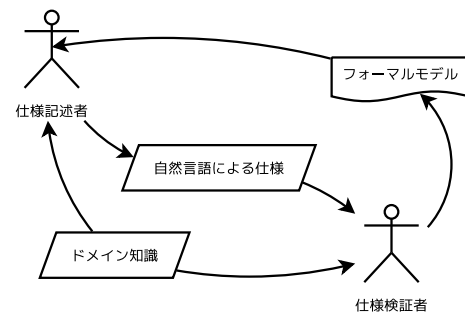 フォーマルモデル
仕様記述者
自然言語による仕様
ドメイン知識
仕様検証者